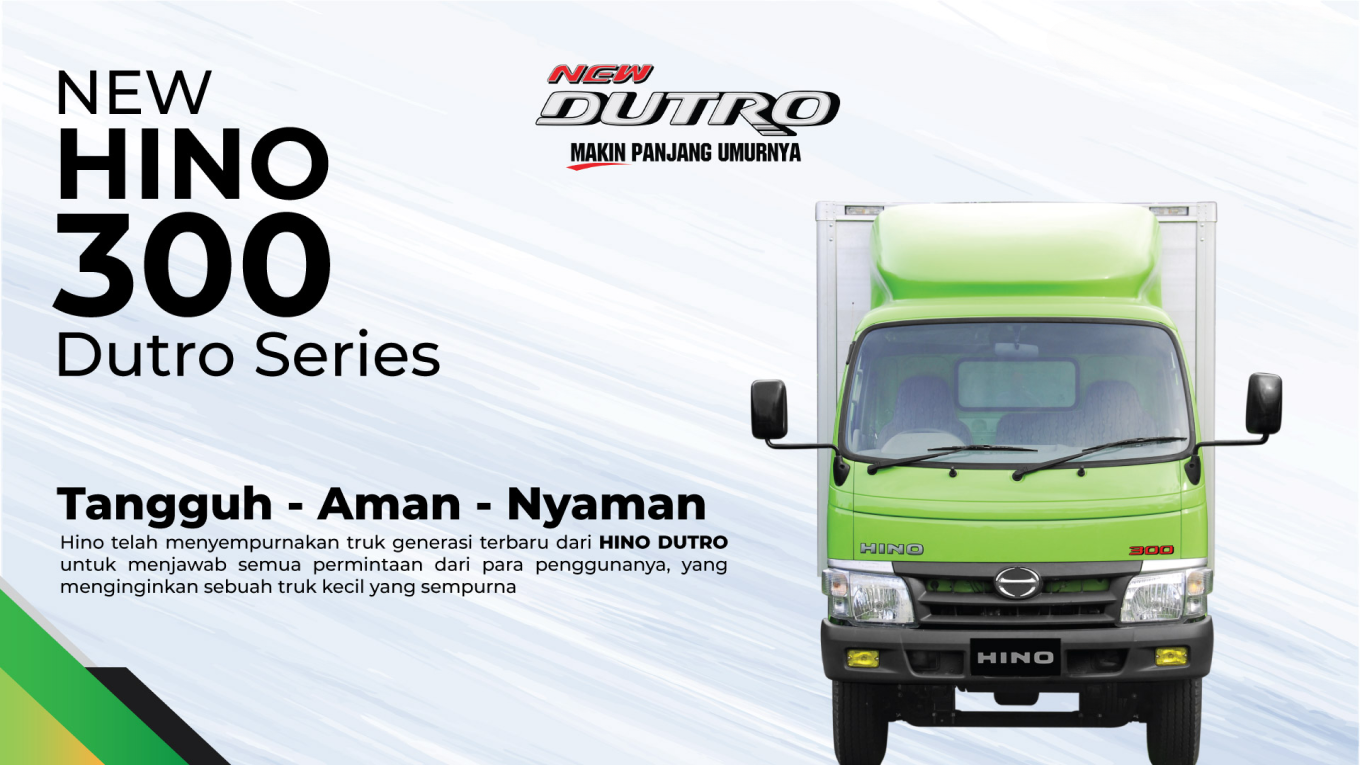 NEW
HINO
300
Dutro Series
NEW
DUTRO
MAKIN PANJANG UMURNYA
Tangguh - Aman - Nyaman
Hino telah menyempurnakan truk generasi terbaru dari HINO DUTRO
untuk menjawab semua permintaan dari para penggunanya, yang
menginginkan sebuah truk kecil yang sempurna
HINO
300
HINO